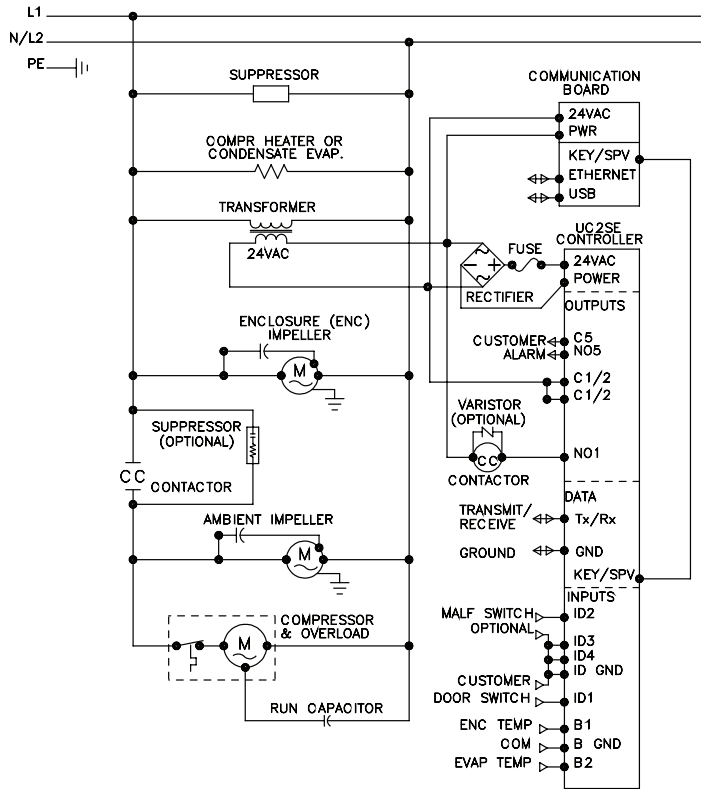 L1
N/L2
PE
SUPPRESSOR
COMPR HEATER OR
CONDENSATE EVAP.
TRANSFORMER
24VAC
ENCLOSURE (ENC)
IMPELLER
M
SUPPRESSOR
(OPTIONAL)
CC
CONTACTOR
AMBIENT IMPELLER
M
COMPRESSOR
& OVERLOAD
M
RUN CAPACITOR
COMMUNICATION
BOARD
24VAC
PWR
KEY/SPV
ETHERNET
USB
UC2SE
CONTROLLER
FUSE
RECTIFIER
24VAC
POWER
OUTPUTS
CUSTOMER
ALARM
C5
NO5
C1/2
C1/2
VARISTOR
(OPTIONAL)
CC
CONTACTOR
NO1
DATA
TRANSMIT/
RECEIVE
Tx/Rx
GROUND
GND
KEY/SPV
INPUTS
MALF SWITCH
ID2
OPTIONAL
ID3
ID4
ID GND
CUSTOMER
DOOR SWITCH
ID1
ENC TEMP
B1
COM
B GND
EVAP TEMP
B2